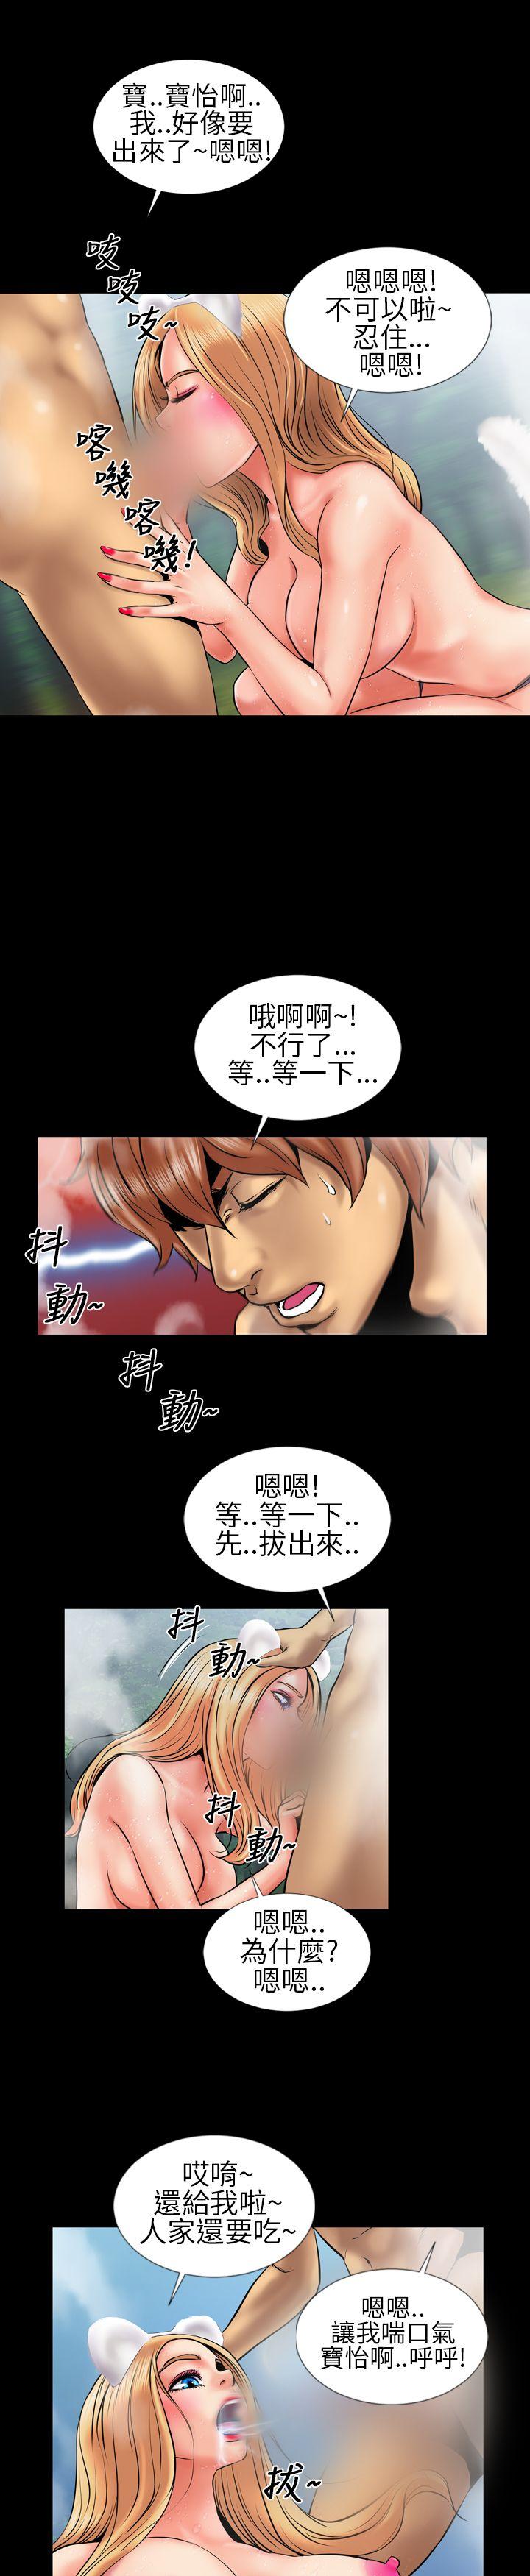 寶..寶怡啊..
我..好像要
出來了~嗯嗯!
吱
吱
吱~
嗯嗯嗯!
不可以啦~
忍住...
嗯嗯!
喀
嘰
喀
嘰!
哦啊啊~!
不行了...
等..等一下...
抖
動~
抖
動~
嗯嗯!
等..等一下..
先..拔出來..
抖
動~
抖
動~
嗯嗯..
為什麼?
嗯嗯..
哎唷~
還給我啦~
人家還要吃~
嗯嗯..
讓我喘口氣
寶怡啊..呼呼!
拔~